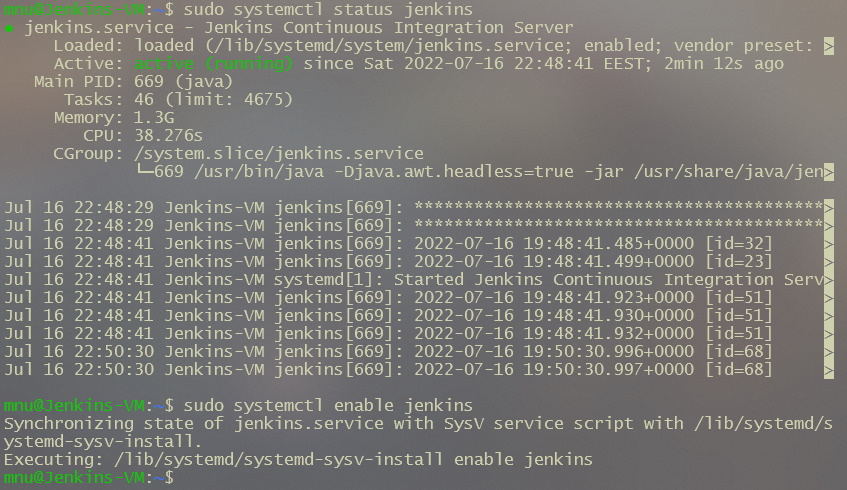 mnu@Jenkins-VM:~$ sudo systemctl status jenkins
● jenkins.service - Jenkins Continuous Integration Server
     Loaded: loaded (/lib/systemd/system/jenkins.service; enabled; vendor preset: >
     Active: active (running) since Sat 2022-07-16 22:48:41 EEST; 2min 12s ago
   Main PID: 669 (java)
      Tasks: 46 (limit: 4675)
     Memory: 1.3G
        CPU: 38.276s
     CGroup: /system.slice/jenkins.service
             └─669 /usr/bin/java -Djava.awt.headless=true -jar /usr/share/java/jen>
Jul 16 22:48:29 Jenkins-VM jenkins[669]: *****************************************>
Jul 16 22:48:29 Jenkins-VM jenkins[669]: *****************************************>
Jul 16 22:48:41 Jenkins-VM jenkins[669]: 2022-07-16 19:48:41.485+0000 [id=32]     >
Jul 16 22:48:41 Jenkins-VM jenkins[669]: 2022-07-16 19:48:41.499+0000 [id=23]     >
Jul 16 22:48:41 Jenkins-VM systemd[1]: Started Jenkins Continuous Integration Serv>
Jul 16 22:48:41 Jenkins-VM jenkins[669]: 2022-07-16 19:48:41.923+0000 [id=51]     >
Jul 16 22:48:41 Jenkins-VM jenkins[669]: 2022-07-16 19:48:41.930+0000 [id=51]     >
Jul 16 22:48:41 Jenkins-VM jenkins[669]: 2022-07-16 19:48:41.932+0000 [id=51]     >
Jul 16 22:50:30 Jenkins-VM jenkins[669]: 2022-07-16 19:50:30.996+0000 [id=68]     >
Jul 16 22:50:30 Jenkins-VM jenkins[669]: 2022-07-16 19:50:30.997+0000 [id=68]     >
mnu@Jenkins-VM:~$ sudo systemctl enable jenkins
Synchronizing state of jenkins.service with SysV service script with /lib/systemd/s
ystemd-sysv-install.
Executing: /lib/systemd/systemd-sysv-install enable jenkins
mnu@Jenkins-VM:~$